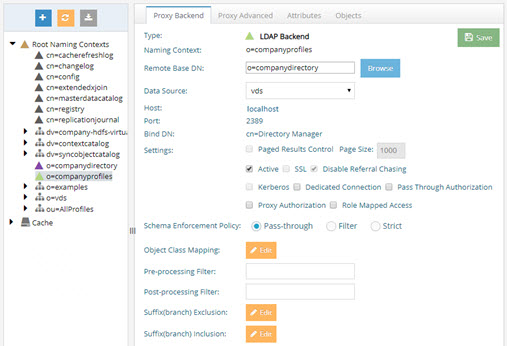 Root Naming Contexts
cn=cacherefreshlog
cn=changelog
cn=config
cn=extendedxjoin
cn=masterdatacatalog
cn=registry
cn=replicationjournal
dv=company-hdfs-virtua
dv=contextcatalog
dv=syncobjectcatalog
o=companydirectory
o=companyprofiles
o=examples
o=vds
ou=AllProfiles
Cache
Proxy Backend Proxy Advanced Attributes Objects
Type: LDAP Backend Save
Naming Context: o=companyprofiles
Remote Base DN: o=companydirectory Browse
Data Source: vds
Host: localhost
Port: 2389
Bind DN: cn=Directory Manager
Settings: Paged Results Control Page Size: 1000
Active SSL Disable Referral Chasing
Kerberos Dedicated Connection Pass Through Authorization
Proxy Authorization Role Mapped Access
Schema Enforcement Policy: Pass-through Filter Strict
Object Class Mapping: Edit
Pre-processing Filter:
Post-processing Filter:
Suffix(branch) Exclusion: Edit
Suffix(branch) Inclusion: Edit